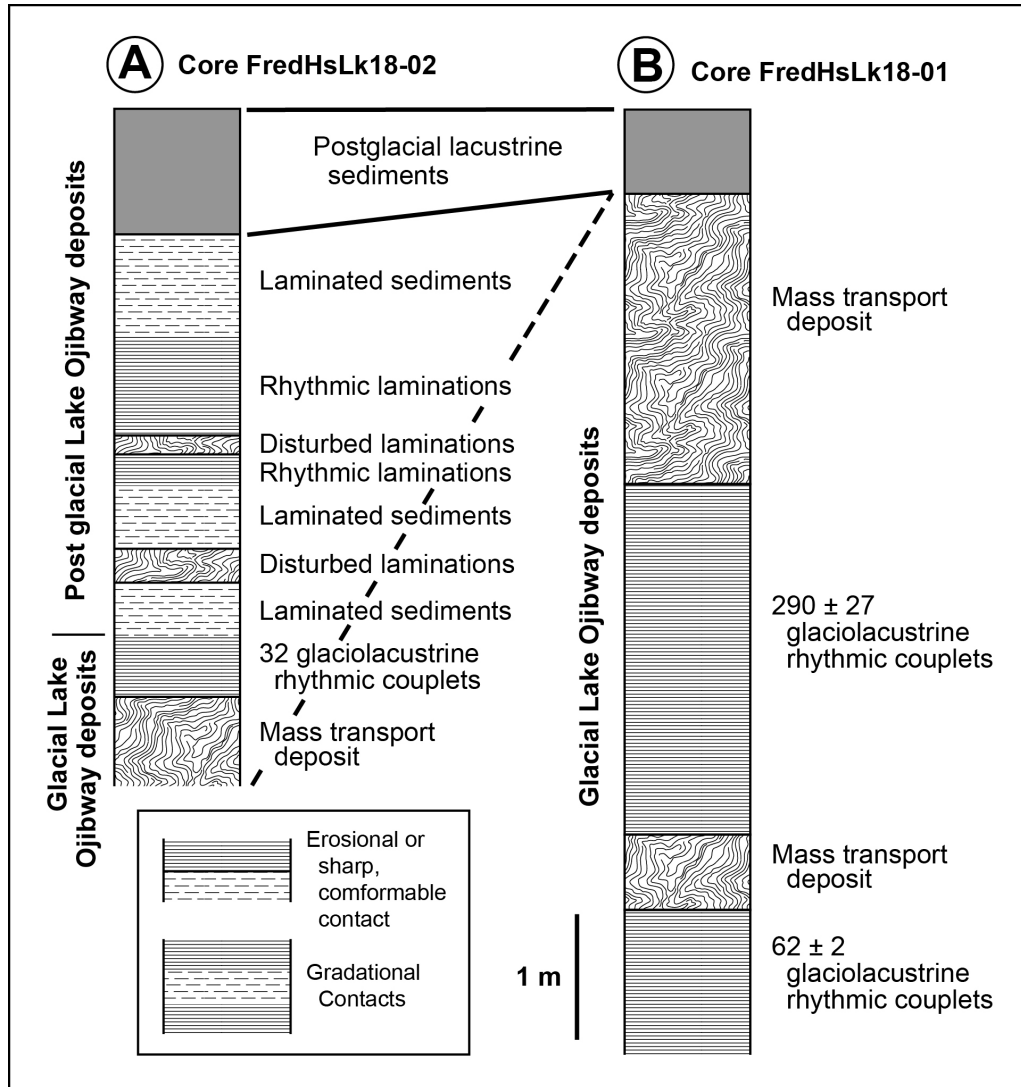 A Core FredHsLk18-02
B Core FredHsLk18-01
Postglacial lacustrine
sediments
Post glacial Lake Ojibway deposits
Laminated sediments
Rhythmic laminations
Disturbed laminations
Rhythmic laminations
Laminated sediments
Disturbed laminations
Laminated sediments
Glacial Lake
Ojibway deposits
32 glaciolacustrine
rhythmic couplets
Mass transport
deposit
Glacial Lake Ojibway deposits
Mass transport
deposit
290 ± 27
glaciolacustrine
rhythmic couplets
Mass transport
deposit
62 ± 2
glaciolacustrine
rhythmic couplets
1 m
Erosional or
sharp,
comformable
contact
Gradational
Contacts